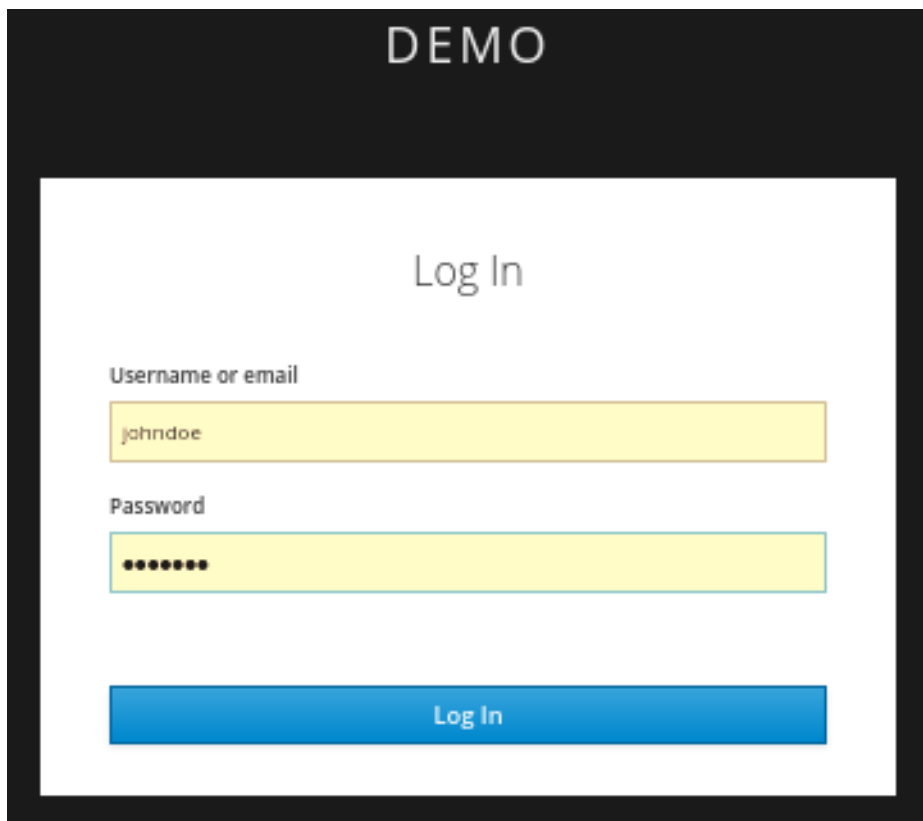 DEMO
Log In
Username or email
johndoe
Password
•••••••
Log In